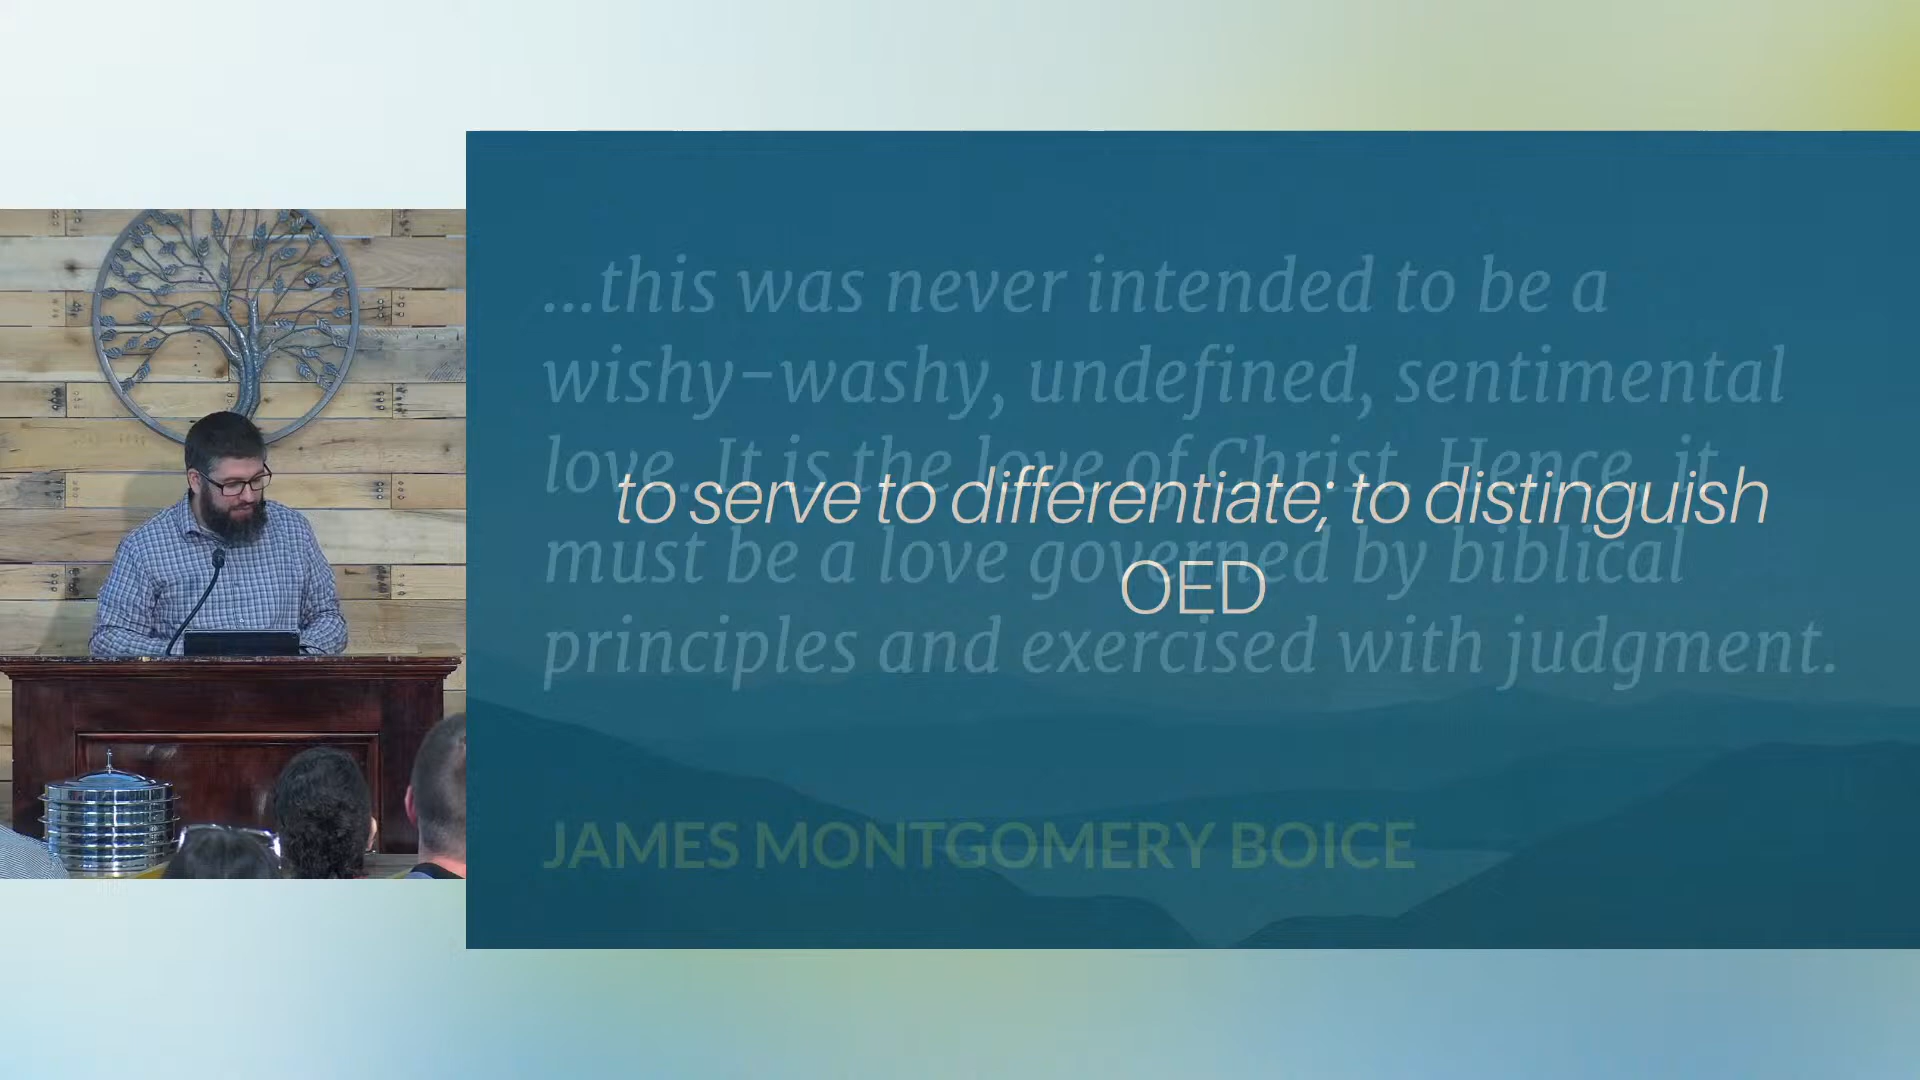 ...this was never intended to be a
wishy-washy, undefined, sentimental
love...It is the love of Christ. Hence, it
must be a love governed by biblical
principles and exercised with judgment.
JAMES MONTGOMERY BOICE
to serve to differentiate; to distinguish
OED